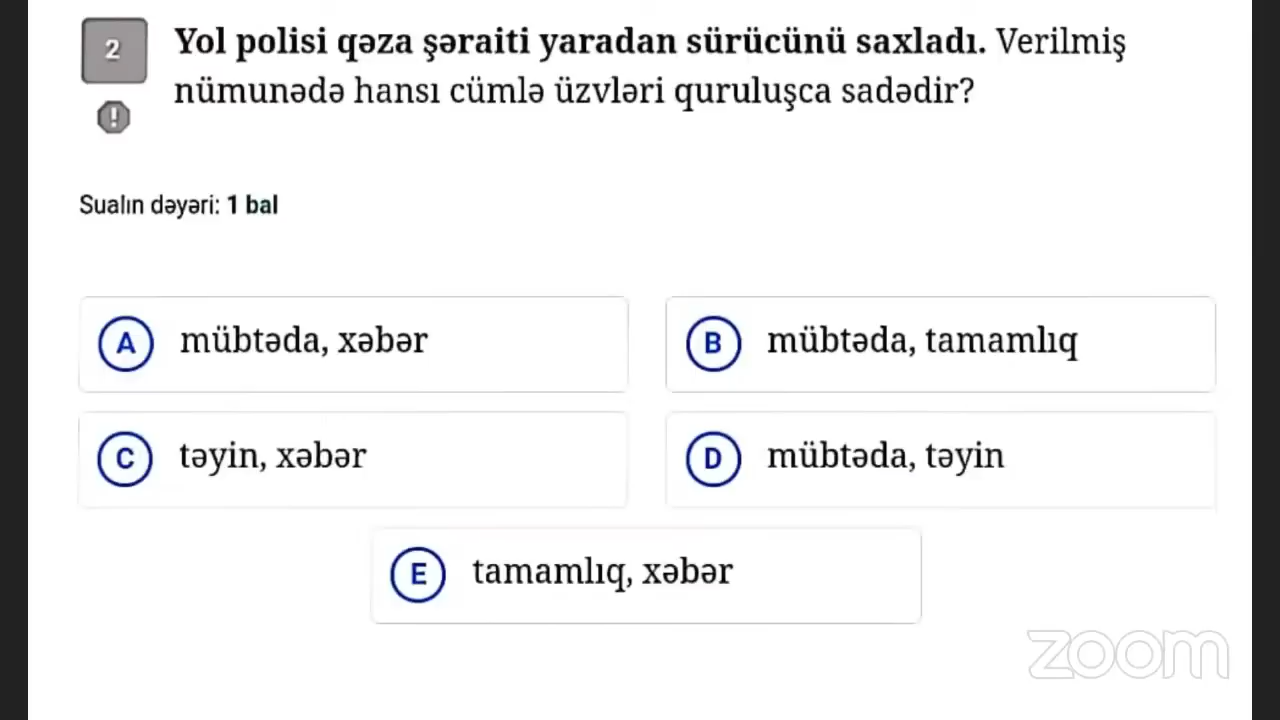 2
Yol polisi qəza şəraiti yaradan sürücünü saxladı. Verilmiş
nümunədə hansı cümlə üzvləri quruluşca sadədir?
!
Sualın dəyəri: 1 bal
A mübtəda, xəbər
B mübtəda, tamamlıq
C təyin, xəbər
D mübtəda, təyin
E tamamlıq, xəbər
zoom